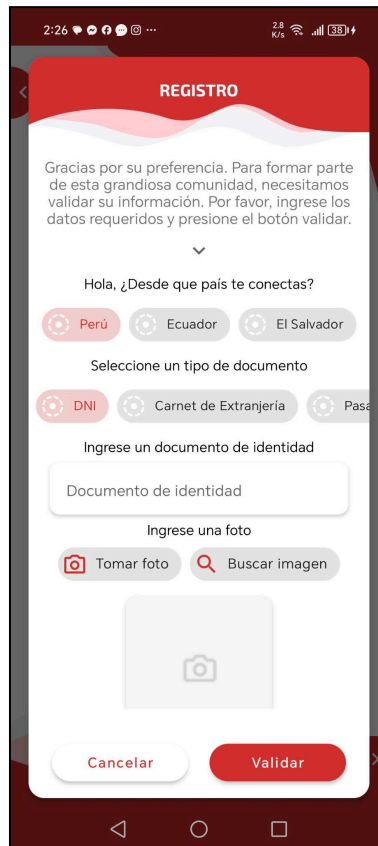 2:26 ... 2.8 K/s 38
REGISTRO
Gracias por su preferencia. Para formar parte
de esta grandiosa comunidad, necesitamos
validar su información. Por favor, ingrese los
datos requeridos y presione el botón validar.
Hola, ¿Desde que país te conectas?
Perú Ecuador El Salvador
Seleccione un tipo de documento
DNI Carnet de Extranjería Pasa
Ingrese un documento de identidad
Documento de identidad
Ingrese una foto
Tomar foto Buscar imagen
Cancelar Validar